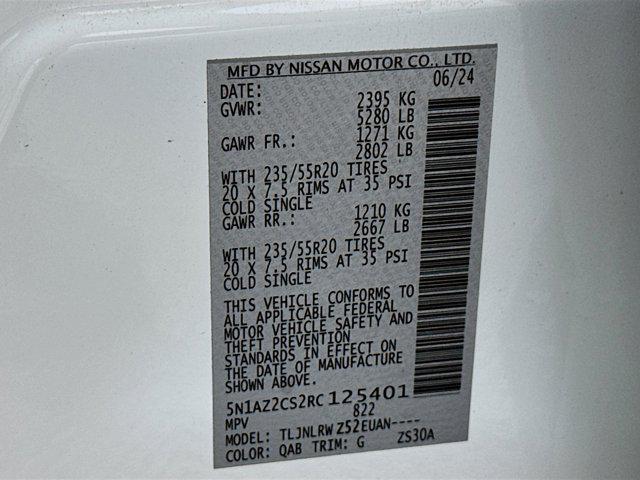 MFD BY NISSAN MOTOR CO., LTD.
DATE: 06/24
GVWR: 2395 KG
5280 LB
GAWR FR.: 1271 KG
2802 LB
WITH 235/55R20 TIRES
20 X 7.5 RIMS AT 35 PSI
COLD SINGLE
GAWR RR.: 1210 KG
2667 LB
WITH 235/55R20 TIRES
20 X 7.5 RIMS AT 35 PSI
COLD SINGLE
THIS VEHICLE CONFORMS TO
ALL APPLICABLE FEDERAL
MOTOR VEHICLE SAFETY AND
THEFT PREVENTION
STANDARDS IN EFFECT ON
THE DATE OF MANUFACTURE
SHOWN ABOVE.
5N1AZ2CS2RC125401
MPV 822
MODEL: TLJNLRW Z52EUAN----
COLOR: QAB TRIM: G ZS30A